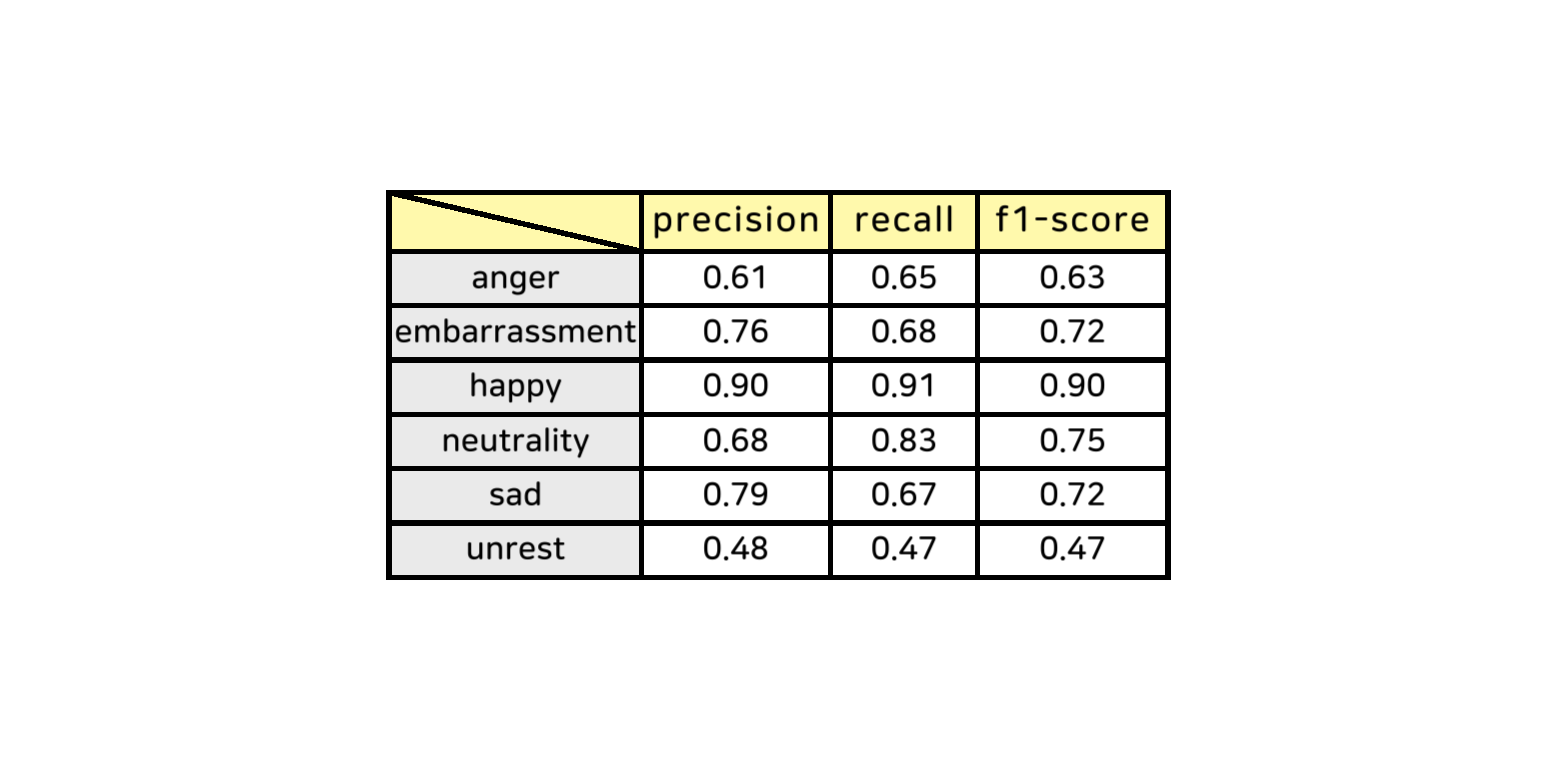 precision recall f1-score
anger 0.61 0.65 0.63
embarrassment 0.76 0.68 0.72
happy 0.90 0.91 0.90
neutrality 0.68 0.83 0.75
sad 0.79 0.67 0.72
unrest 0.48 0.47 0.47